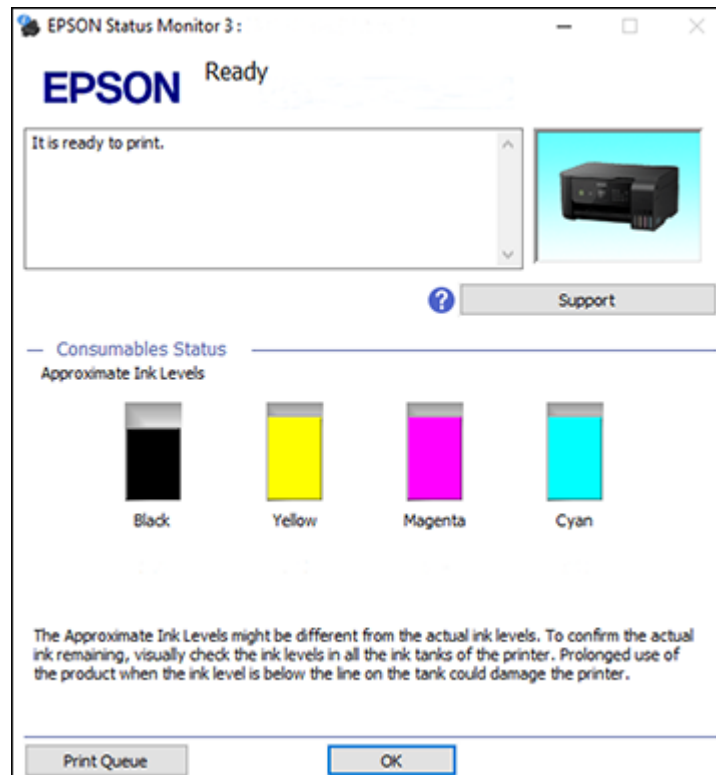 EPSON Status Monitor 3 :
EPSON
Ready
It is ready to print.
Support
Consumables Status
Approximate Ink Levels
Black Yellow Magenta Cyan
The Approximate Ink Levels might be different from the actual ink levels. To confirm the actual
ink remaining, visually check the ink levels in all the ink tanks of the printer. Prolonged use of
the product when the ink level is below the line on the tank could damage the printer.
Print Queue OK